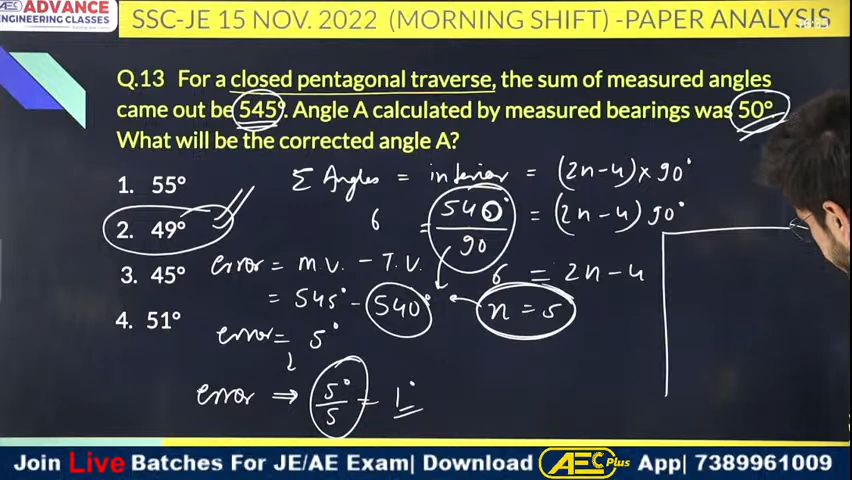 AEC ADVANCE
ENGINEERING CLASSES
SSC-JE 15 NOV. 2022 (MORNING SHIFT) -PAPER ANALYSIS
Q.13 For a closed pentagonal traverse, the sum of measured angles
came out be 545°. Angle A calculated by measured bearings was 50°
What will be the corrected angle A?
1. 55°
2. 49°
3. 45°
4. 51°
Σ Angles = interior = (2n-4)×90°
6 = 540°/90 = (2n-4) 90°
error = M.V. - T.V.
6 = 2n-4
= 545° - 540°
n = 5
error = 5°
error ⇒ 5°/5 = 1°
Join Live Batches For JE/AE Exam| Download AEC Plus App| 7389961009